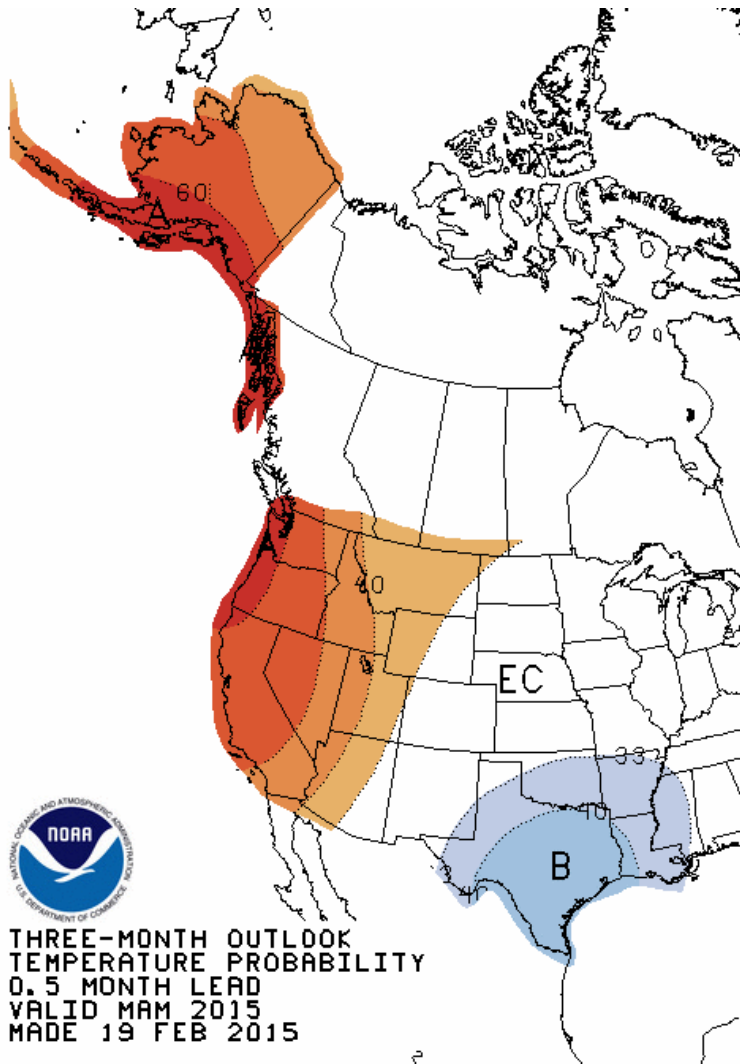 60
A
A
40
EC
33
40
B
NATIONAL OCEANIC AND ATMOSPHERIC ADMINISTRATION
NOAA
U.S. DEPARTMENT OF COMMERCE
THREE-MONTH OUTLOOK
TEMPERATURE PROBABILITY
0.5 MONTH LEAD
VALID MAM 2015
MADE 19 FEB 2015